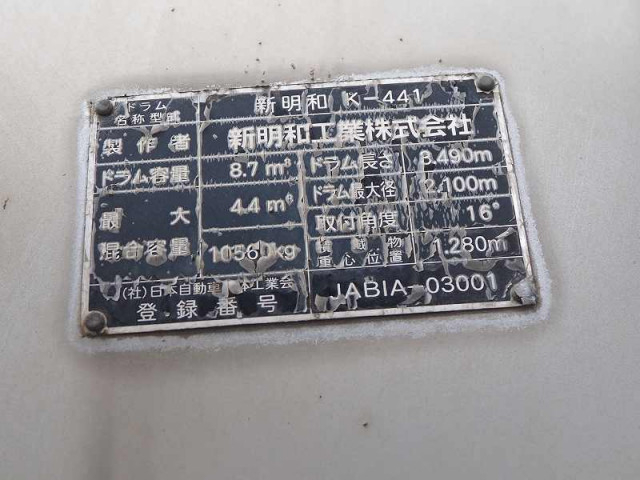 ドラム
名称型式 新明和 K-441
製作者 新明和工業株式会社
ドラム容量 8.7 m³ ドラム長さ 3.490m
最大 4.4 m³ ドラム最大径 2.100m
混合容量 10560kg 取付角度 16°
積載物
重心位置 1.280m
(社)日本自動車車体工業会
登録番号 JABIA-03001